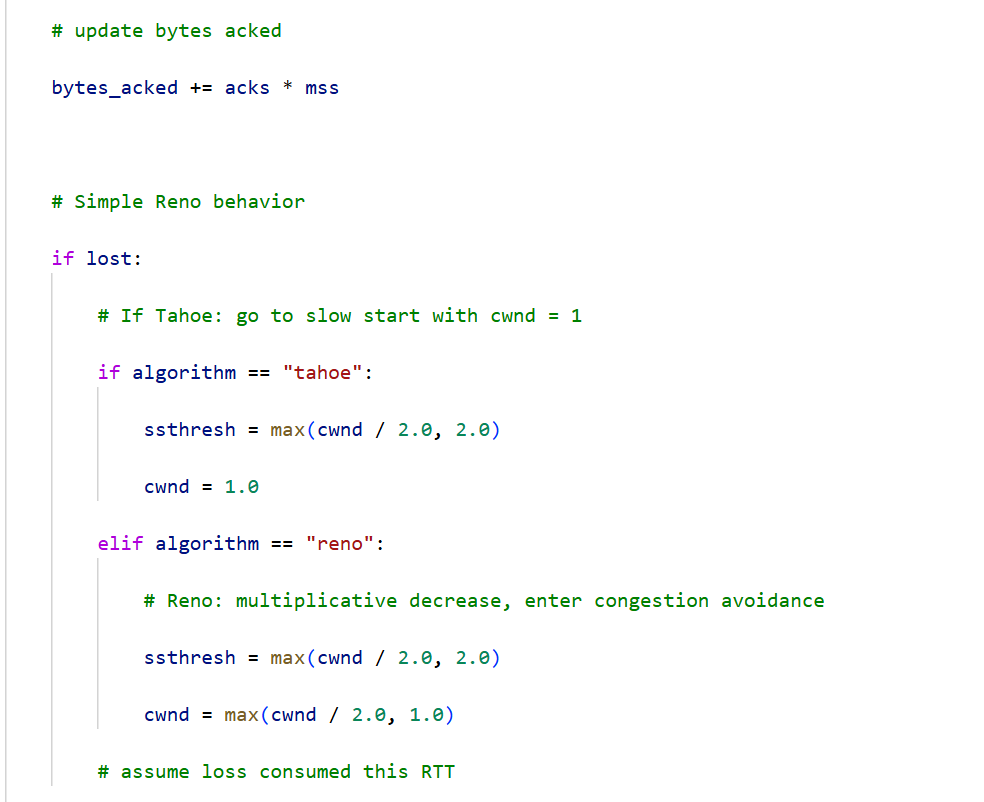 # update bytes acked
bytes_acked += acks * mss
# Simple Reno behavior
if lost:
# If Tahoe: go to slow start with cwnd = 1
if algorithm == "tahoe":
ssthresh = max(cwnd / 2.0, 2.0)
cwnd = 1.0
elif algorithm == "reno":
# Reno: multiplicative decrease, enter congestion avoidance
ssthresh = max(cwnd / 2.0, 2.0)
cwnd = max(cwnd / 2.0, 1.0)
# assume loss consumed this RTT